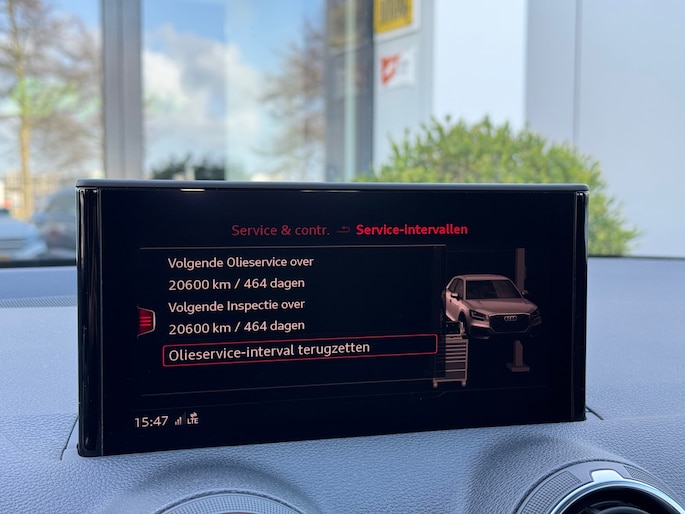 Service & contr. Service-intervallen
Volgende Olieservice over
20600 km / 464 dagen
Volgende Inspectie over
20600 km / 464 dagen
Olieservice-interval terugzetten
15:47 LTE